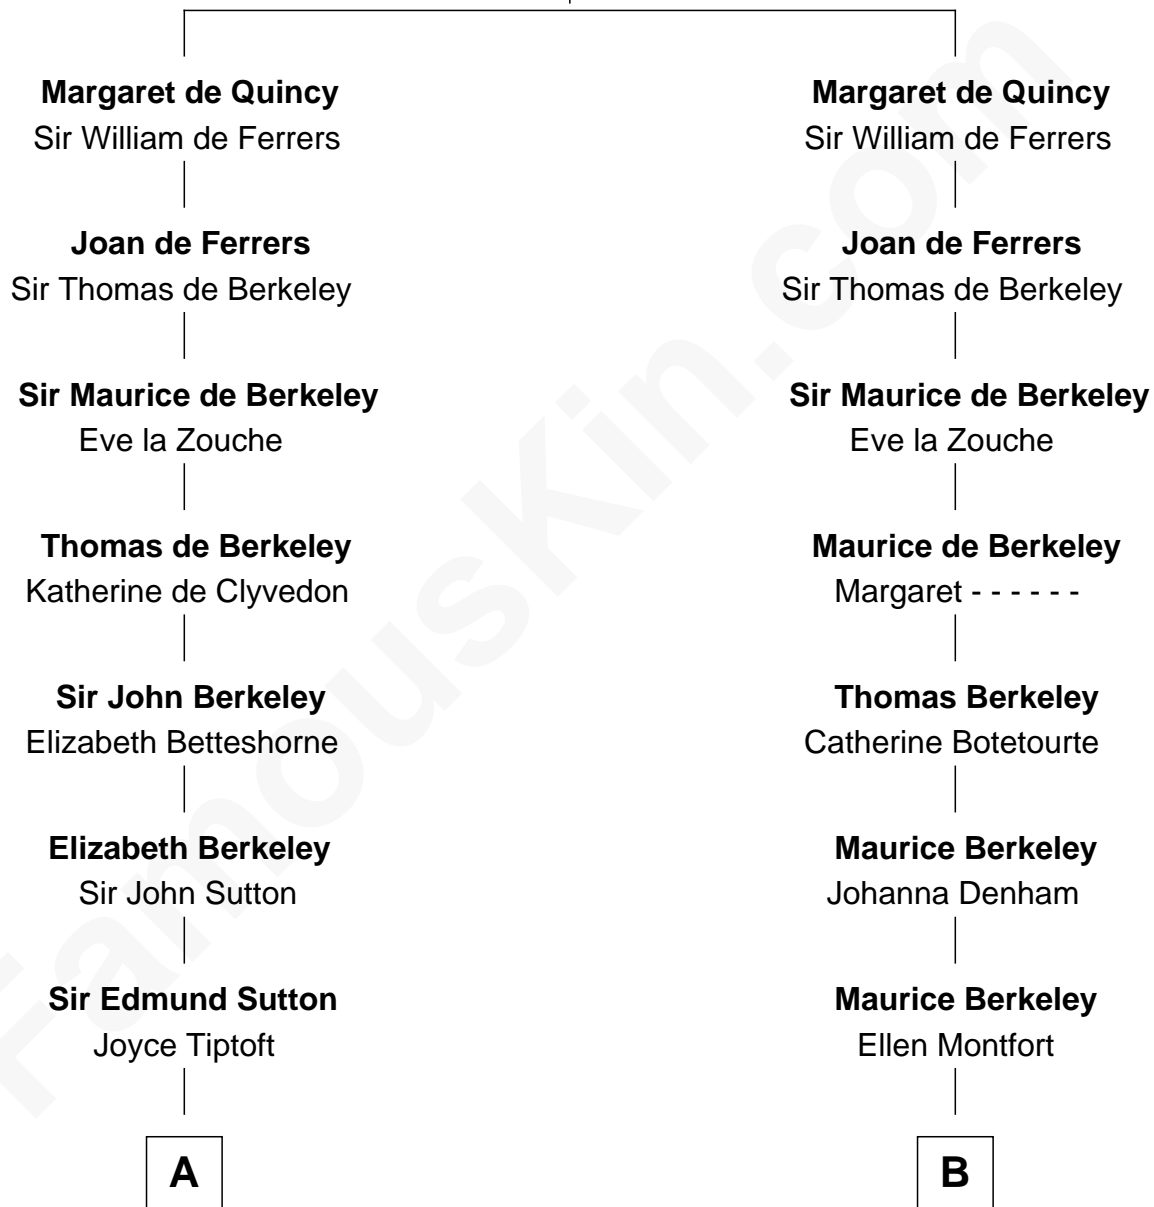 Margaret de Quincy
Sir William de Ferrers
Joan de Ferrers
Sir Thomas de Berkeley
Sir Maurice de Berkeley
Eve la Zouche
Thomas de Berkeley
Katherine de Clyvedon
Sir John Berkeley
Elizabeth Betteshorne
Elizabeth Berkeley
Sir John Sutton
Sir Edmund Sutton
Joyce Tiptoft
A
Margaret de Quincy
Sir William de Ferrers
Joan de Ferrers
Sir Thomas de Berkeley
Sir Maurice de Berkeley
Eve la Zouche
Maurice de Berkeley
Margaret - - - - - -
Thomas Berkeley
Catherine Botetourte
Maurice Berkeley
Johanna Denham
Maurice Berkeley
Ellen Montfort
B
FamousKin.com